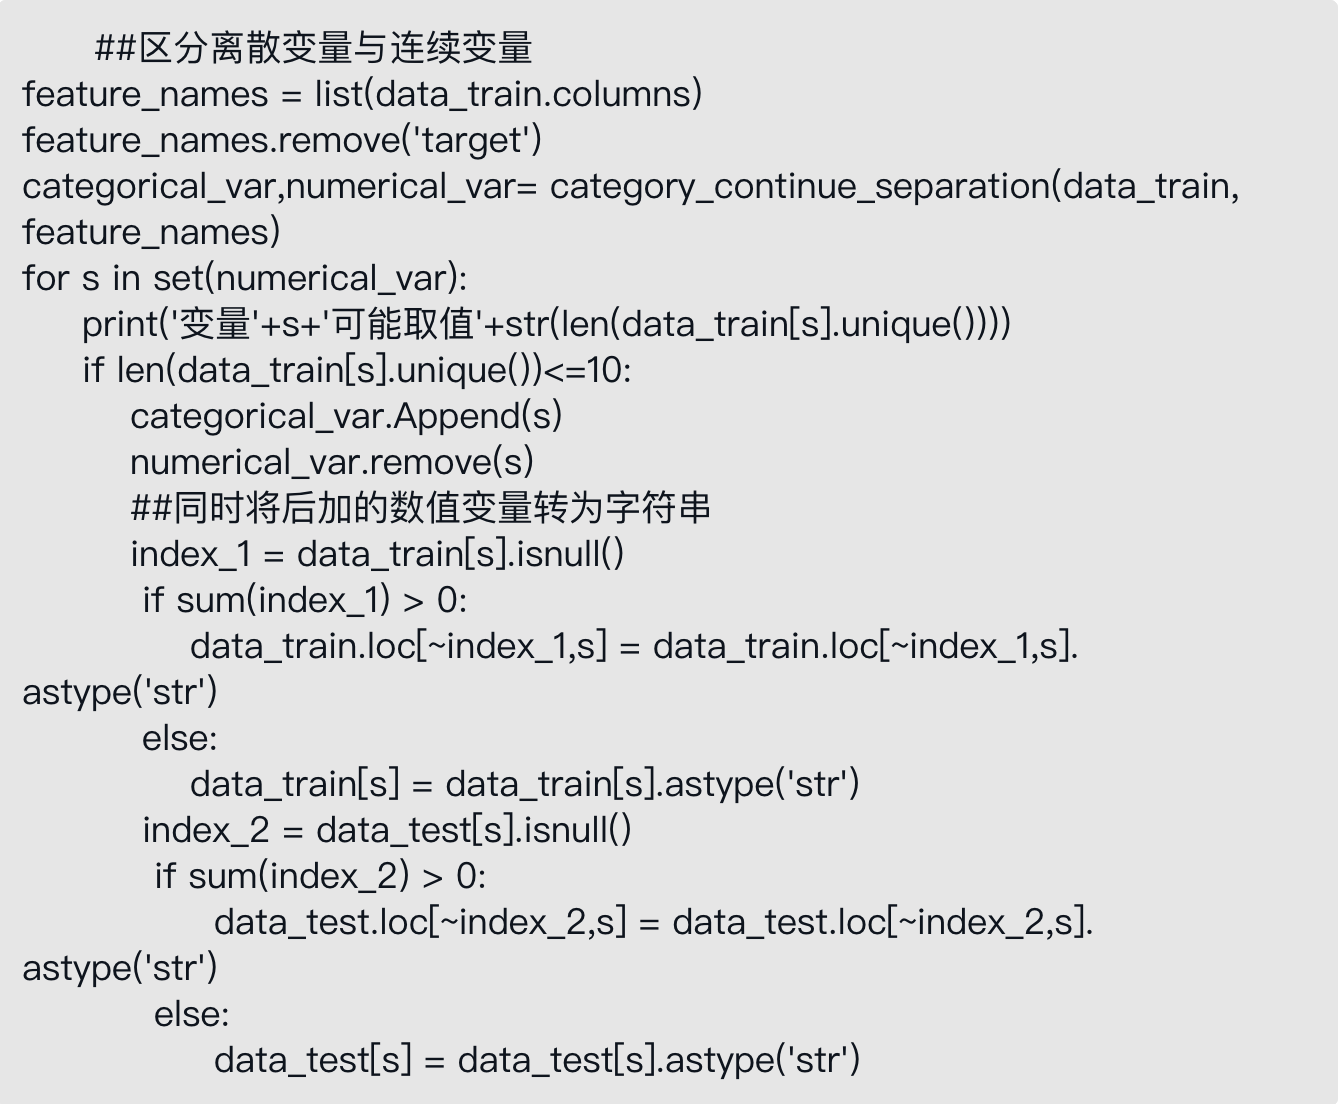 ##区分离散变量与连续变量
feature_names = list(data_train.columns)
feature_names.remove('target')
categorical_var,numerical_var= category_continue_separation(data_train,
feature_names)
for s in set(numerical_var):
print('变量'+s+'可能取值'+str(len(data_train[s].unique())))
if len(data_train[s].unique())<=10:
categorical_var.Append(s)
numerical_var.remove(s)
##同时将后加的数值变量转为字符串
index_1 = data_train[s].isnull()
if sum(index_1) > 0:
data_train.loc[~index_1,s] = data_train.loc[~index_1,s].
astype('str')
else:
data_train[s] = data_train[s].astype('str')
index_2 = data_test[s].isnull()
if sum(index_2) > 0:
data_test.loc[~index_2,s] = data_test.loc[~index_2,s].
astype('str')
else:
data_test[s] = data_test[s].astype('str')